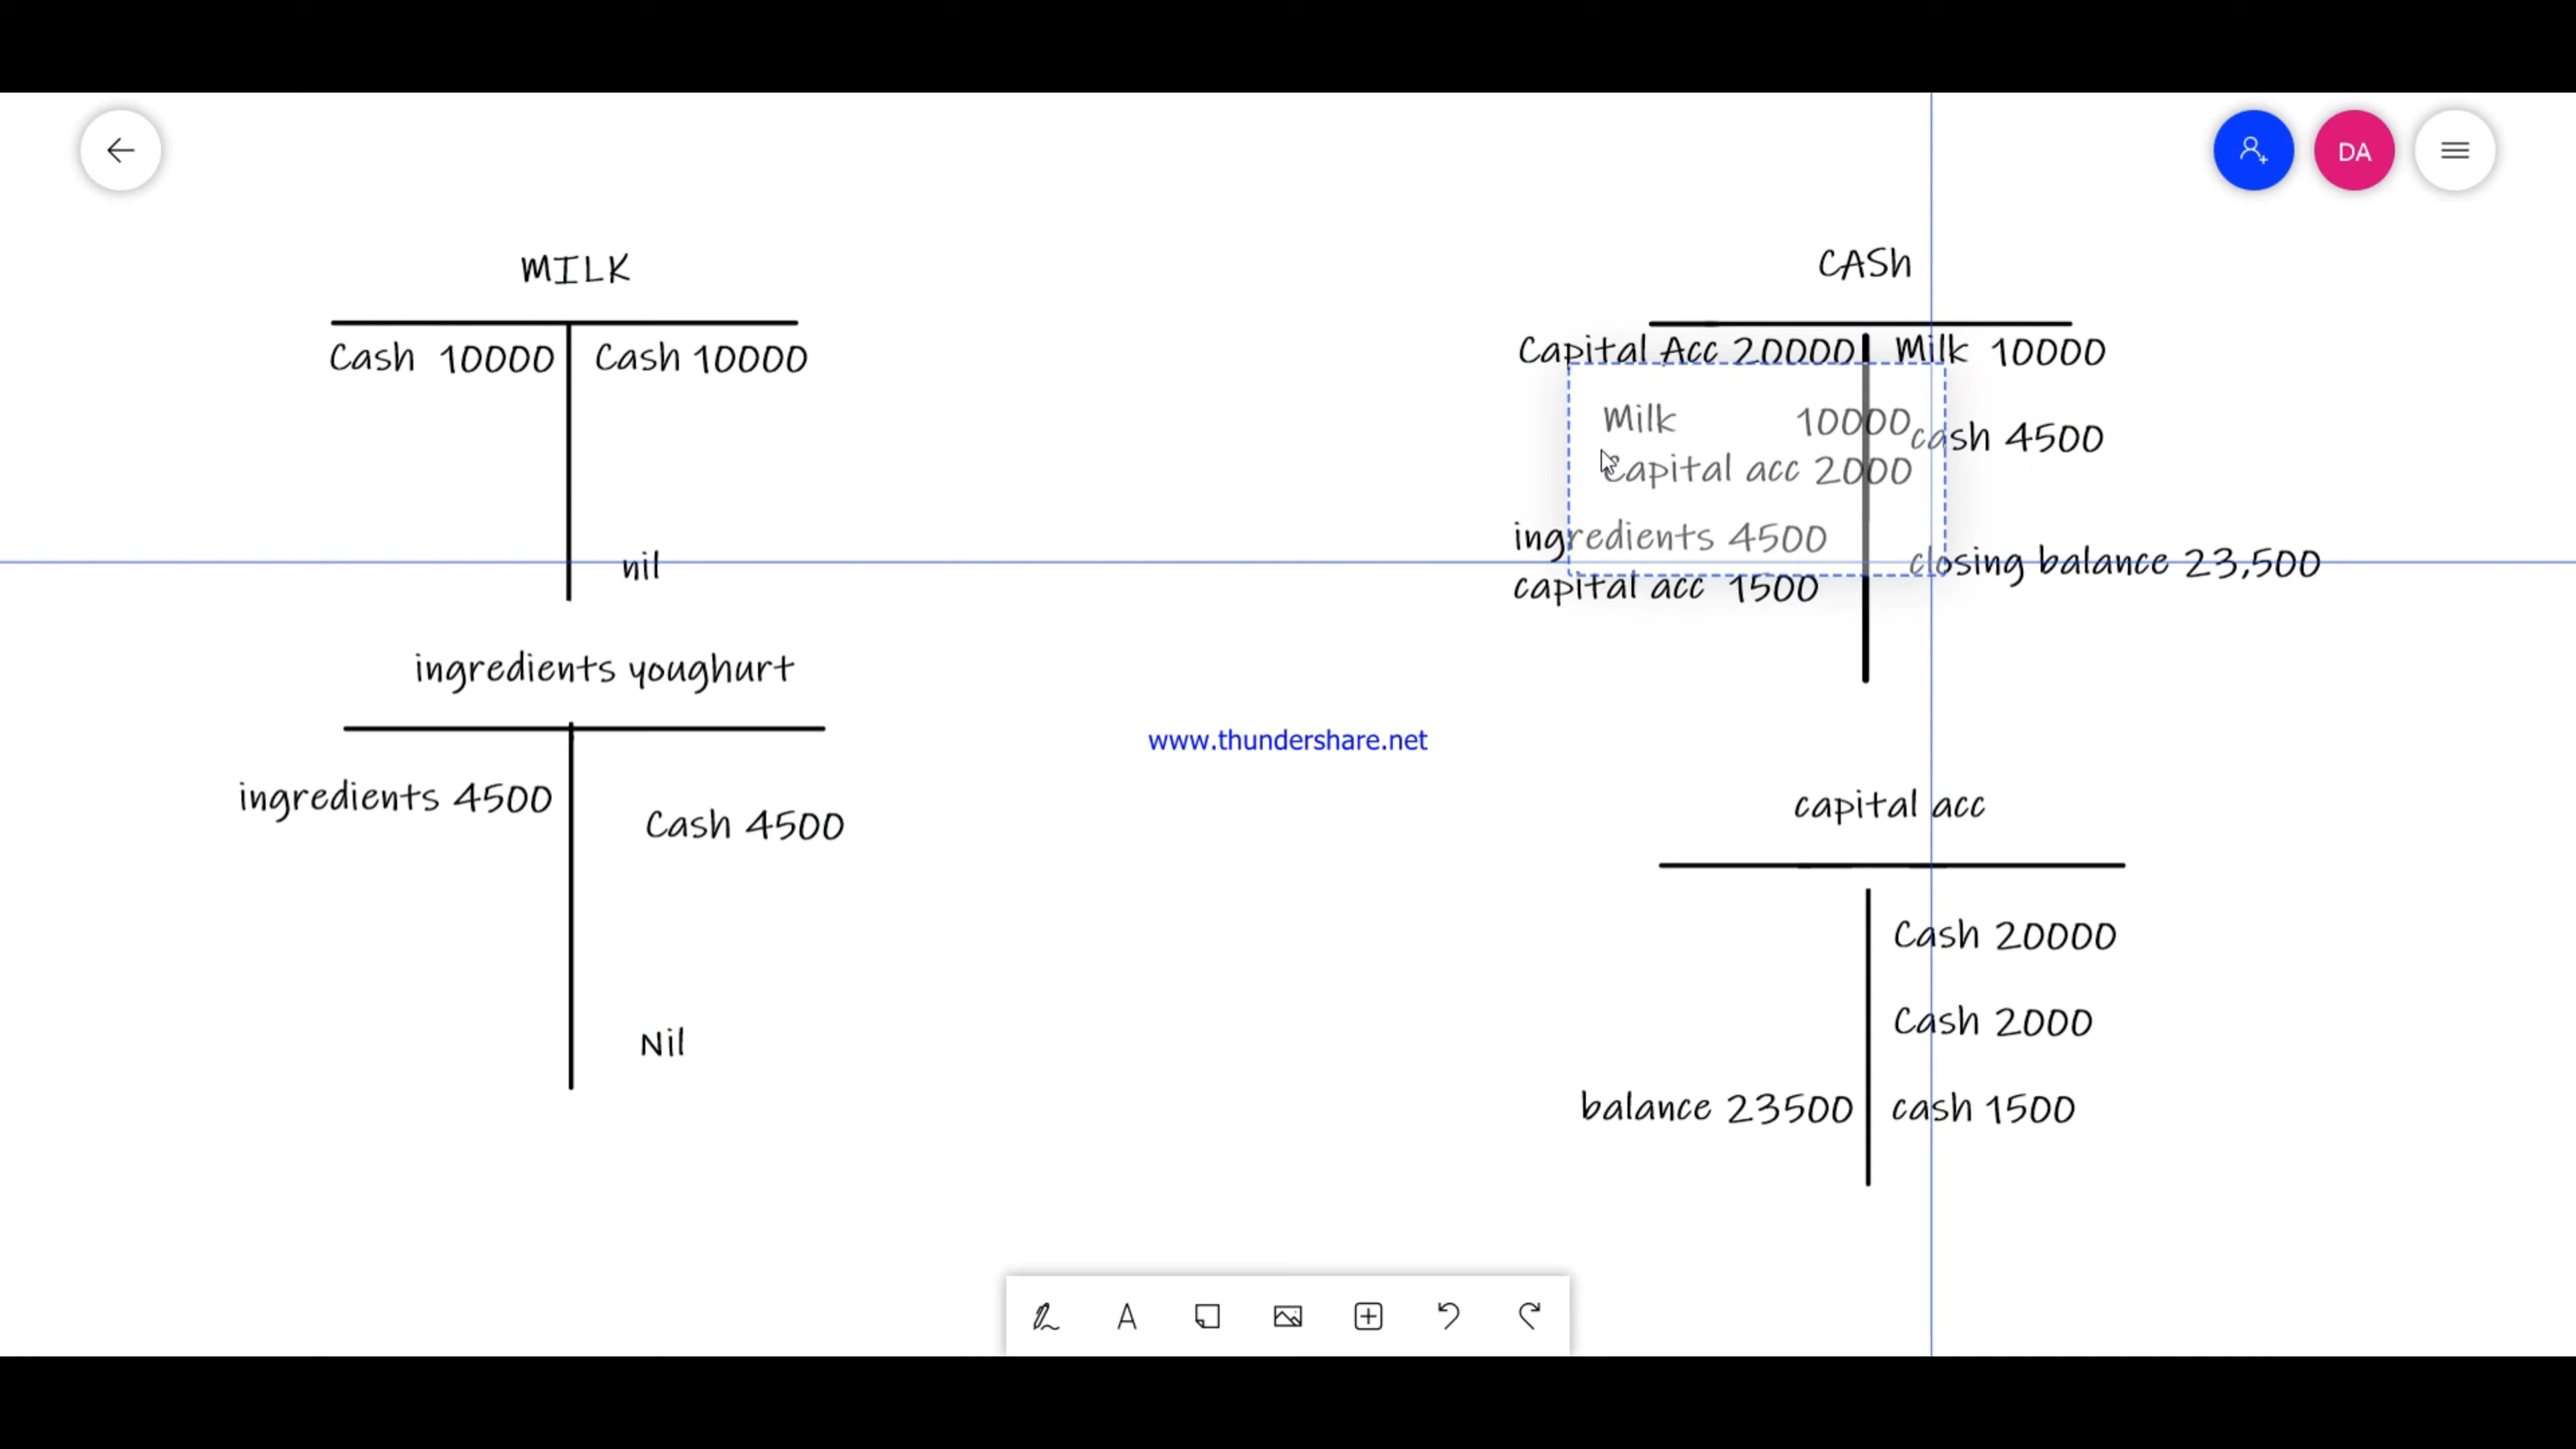 DA
MILK
Cash 10000 Cash 10000
nil
ingredients youghurt
ingredients 4500
Cash 4500
Nil
CASh
Capital Acc 20000 Milk 10000
Milk 10000
cash 4500
Capital acc 2000
ingredients 4500
closing balance 23,500
capital acc 1500
www.thundershare.net
capital acc
Cash 20000
Cash 2000
balance 23500 cash 1500
A